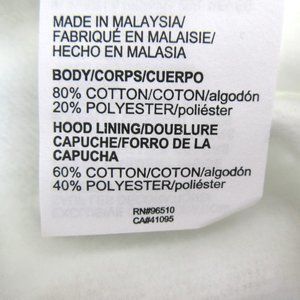 MADE IN MALAYSIA/
FABRIQUÉ EN MALAISIE/
HECHO EN MALASIA
BODY/CORPS/CUERPO
80% COTTON/COTON/algodón
20% POLYESTER/poliéster
HOOD LINING/DOUBLURE
CAPUCHE/FORRO DE LA
CAPUCHA
60% COTTON/COTON/algodón
40% POLYESTER/poliéster
RN#96510
CA#41095